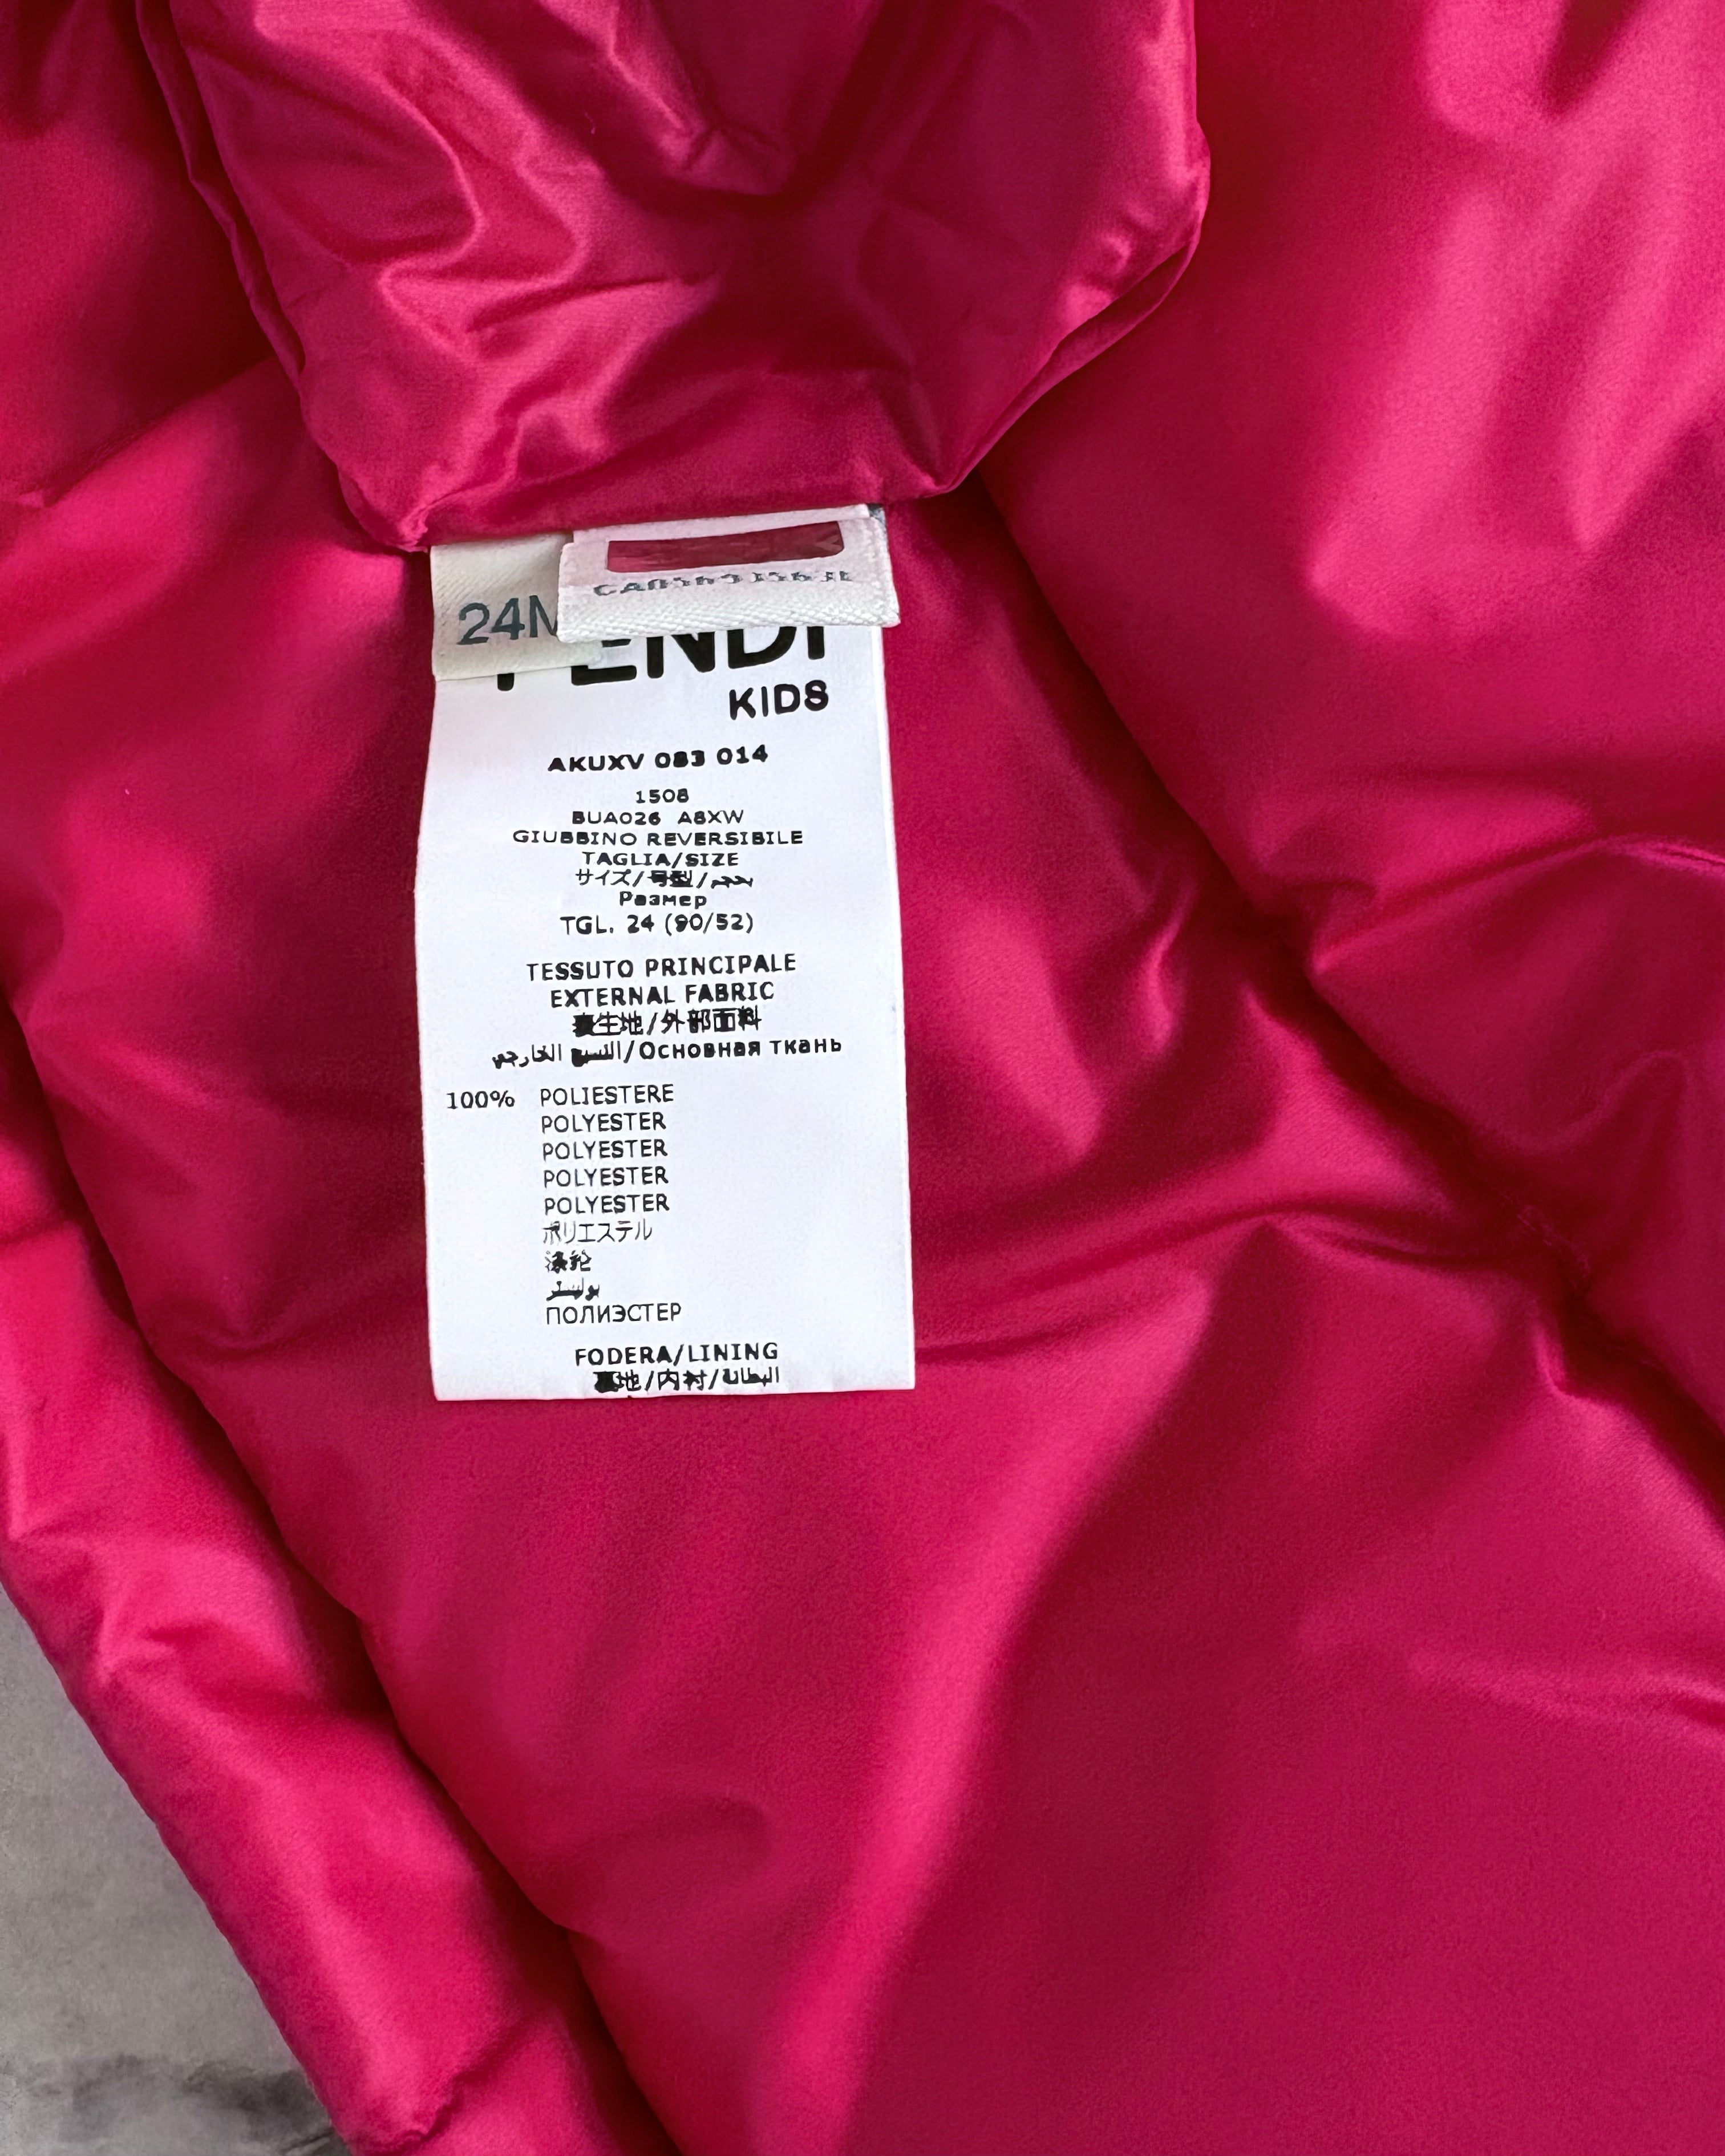 24M
FENDI
KIDS
AKUXV 083 014
1508
BUA026 A8XW
GIUBBINO REVERSIBILE
TAGLIA/SIZE
サイズ/号型/حجم
Размер
TGL. 24 (90/52)
TESSUTO PRINCIPALE
EXTERNAL FABRIC
表生地/外部面料
النسيج الخارجي/Основная ткань
100% POLIESTERE
POLYESTER
POLYESTER
POLYESTER
POLYESTER
ポリエステル
涤纶
بوليستر
ПОЛИЭСТЕР
FODERA/LINING
裏地/内衬/البطانة